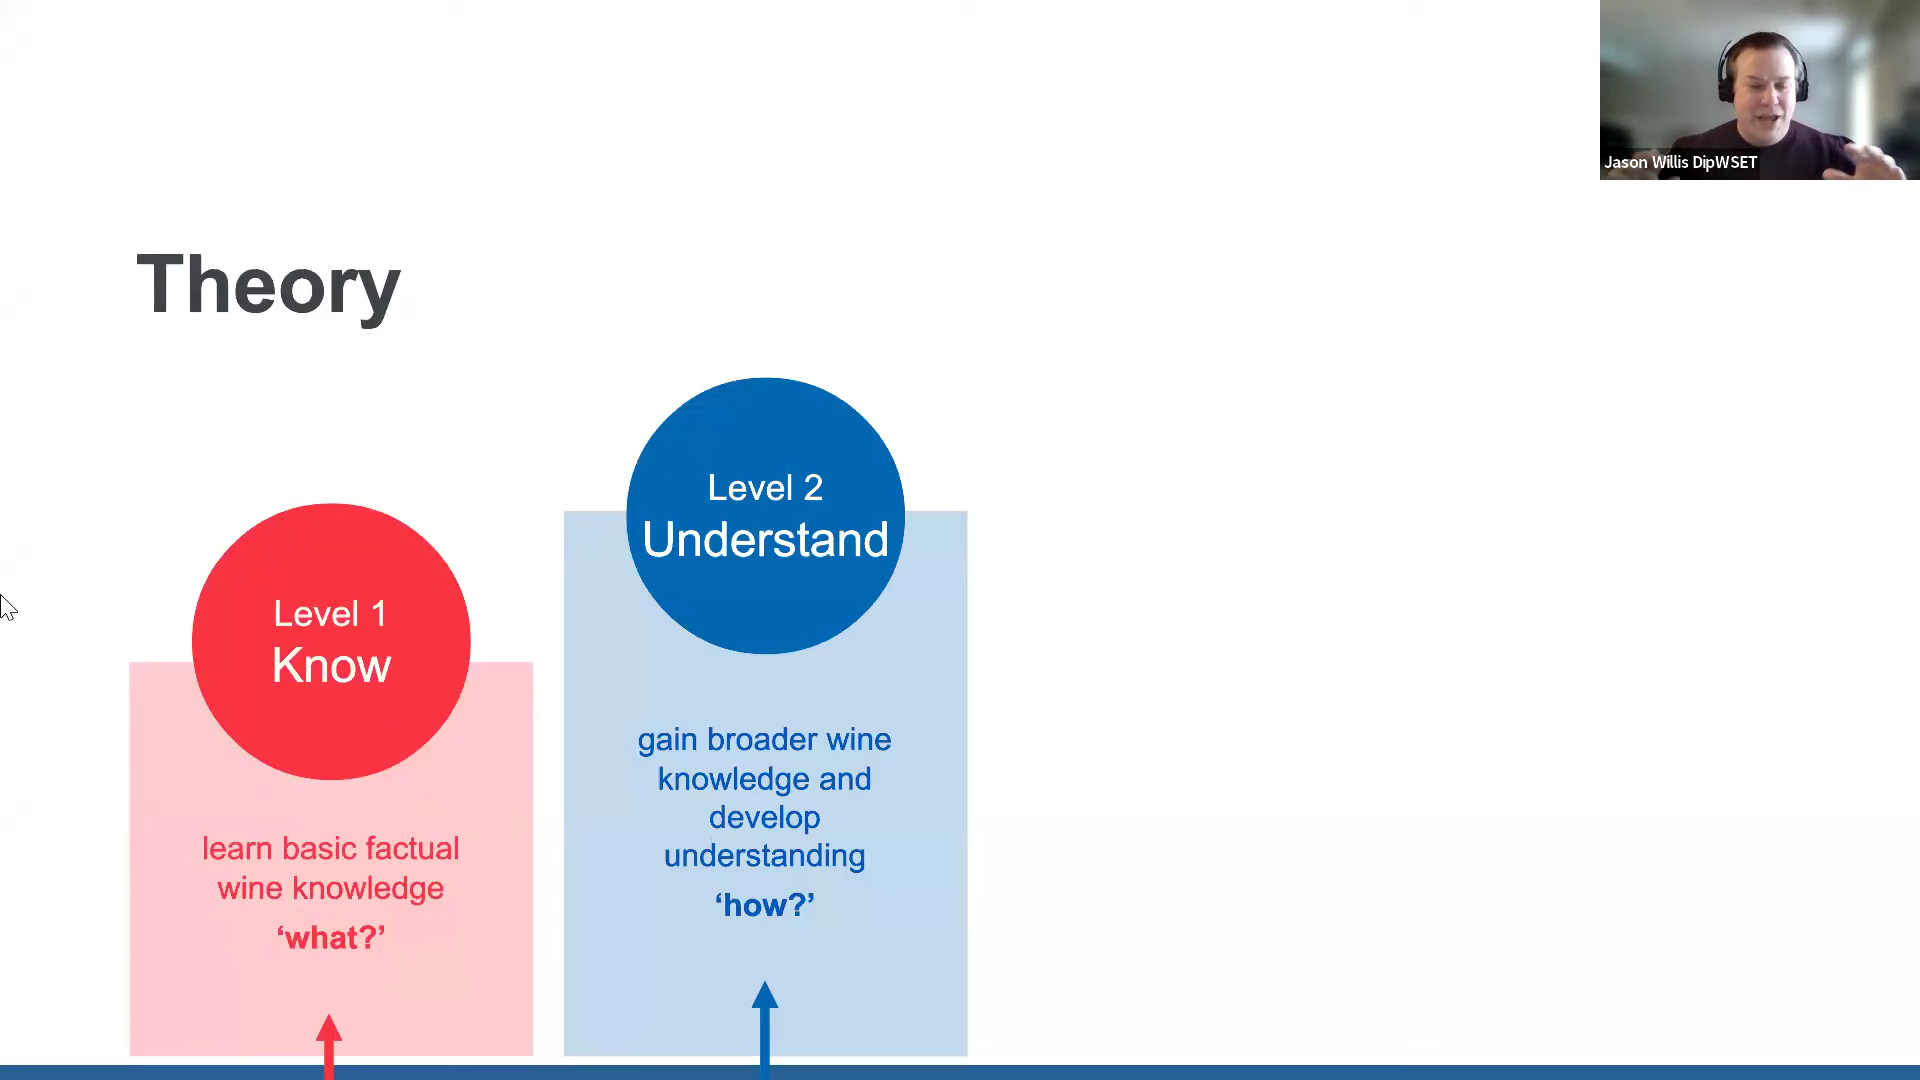 Jason Willis DipWSET
Theory
Level 1
Know
learn basic factual
wine knowledge
‘what?’
Level 2
Understand
gain broader wine
knowledge and
develop
understanding
‘how?’